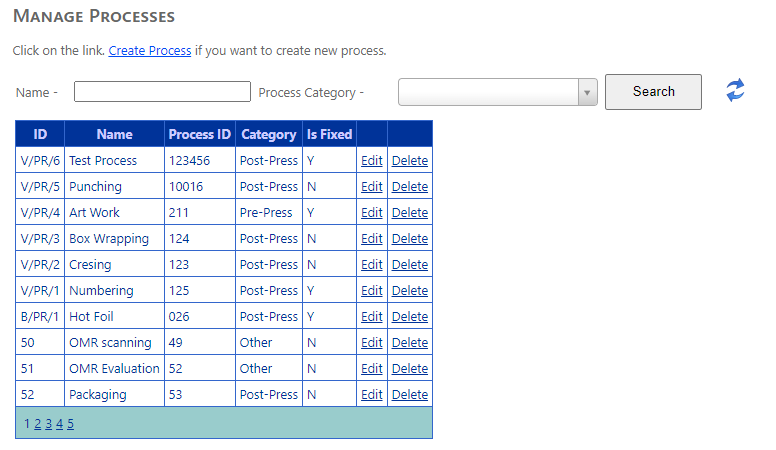 Manage Processes
Click on the link. Create Process if you want to create new process.
Name - Process Category - Search
ID Name Process ID Category Is Fixed
V/PR/6 Test Process 123456 Post-Press Y Edit Delete
V/PR/5 Punching 10016 Post-Press N Edit Delete
V/PR/4 Art Work 211 Pre-Press Y Edit Delete
V/PR/3 Box Wrapping 124 Post-Press N Edit Delete
V/PR/2 Cresing 123 Post-Press N Edit Delete
V/PR/1 Numbering 125 Post-Press Y Edit Delete
B/PR/1 Hot Foil 026 Post-Press Y Edit Delete
50 OMR scanning 49 Other N Edit Delete
51 OMR Evaluation 52 Other N Edit Delete
52 Packaging 53 Post-Press N Edit Delete
1 2 3 4 5